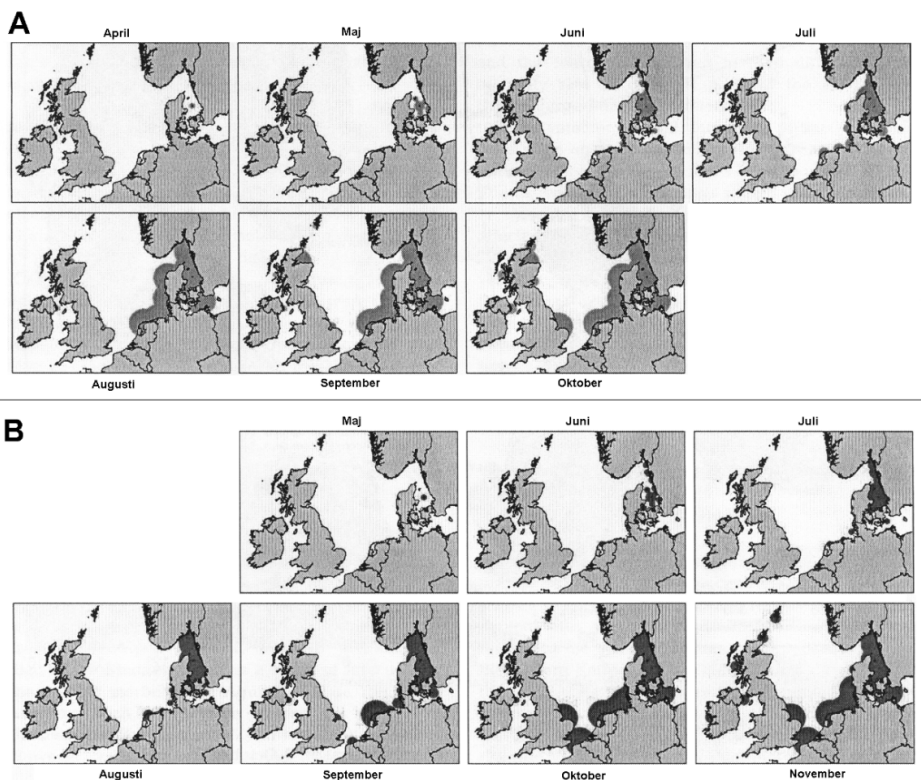 A
April Maj Juni Juli
Augusti September Oktober
B
Maj Juni Juli
Augusti September Oktober November